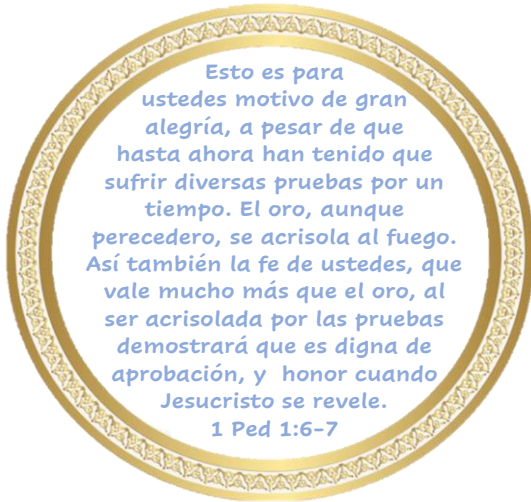 Esto es para
ustedes motivo de gran
alegría, a pesar de que
hasta ahora han tenido que
sufrir diversas pruebas por un
tiempo. El oro, aunque
perecedero, se acrisola al fuego.
Así también la fe de ustedes, que
vale mucho más que el oro, al
ser acrisolada por las pruebas
demostrará que es digna de
aprobación, y  honor cuando
Jesucristo se revele.
1 Ped 1:6-7